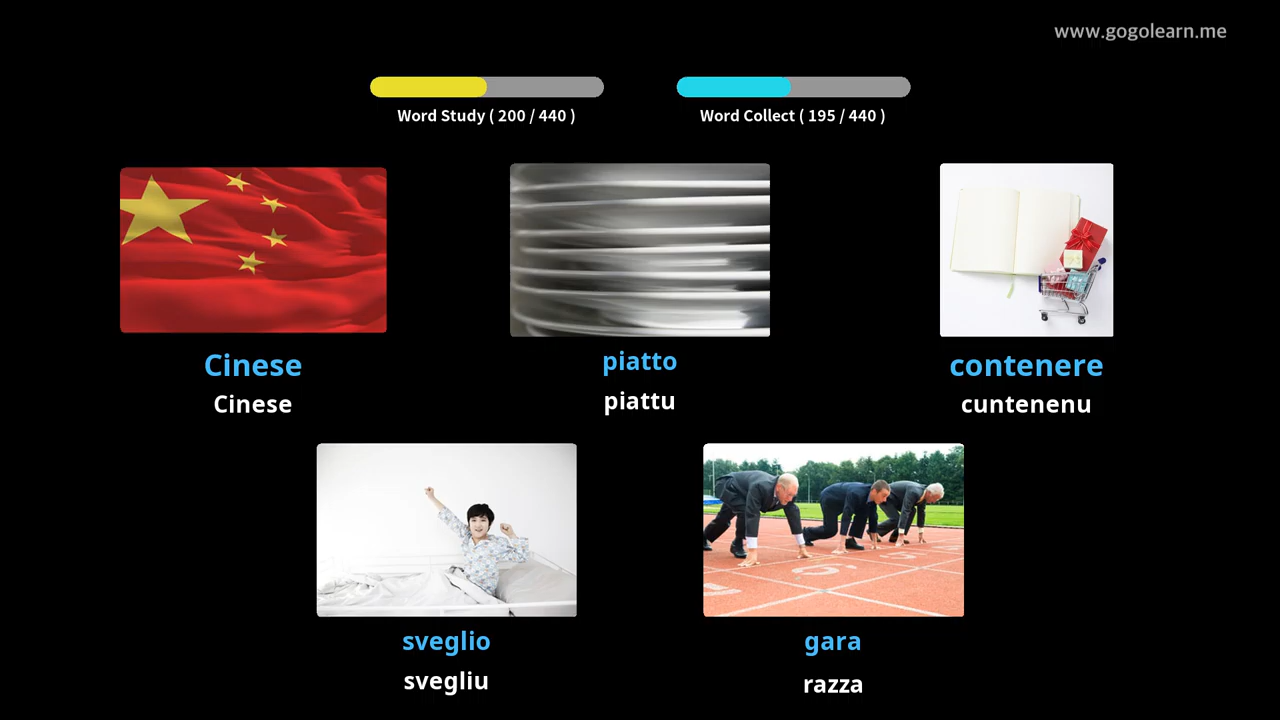 www.gogolearn.me
Word Study ( 200 / 440 )
Word Collect ( 195 / 440 )
Cinese
Cinese
piatto
piattu
contenere
cuntenenu
sveglio
svegliu
gara
razza